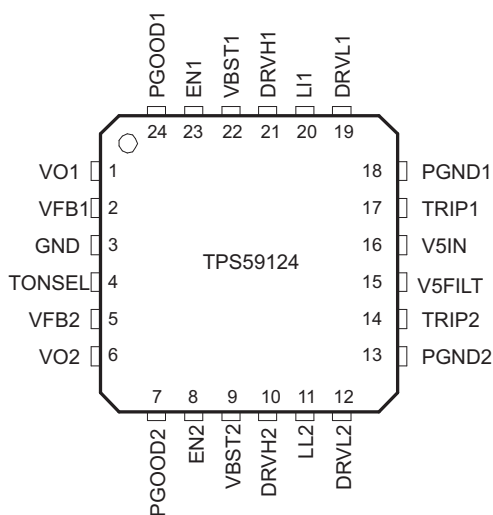 PGOOD1
EN1
VBST1
DRVH1
LI1
DRVL1
24
23
22
21
20
19
VO1
1
VFB1
2
GND
3
TONSEL
4
VFB2
5
VO2
6
TPS59124
18
PGND1
17
TRIP1
16
V5IN
15
V5FILT
14
TRIP2
13
PGND2
7
8
9
10
11
12
PGOOD2
EN2
VBST2
DRVH2
LL2
DRVL2